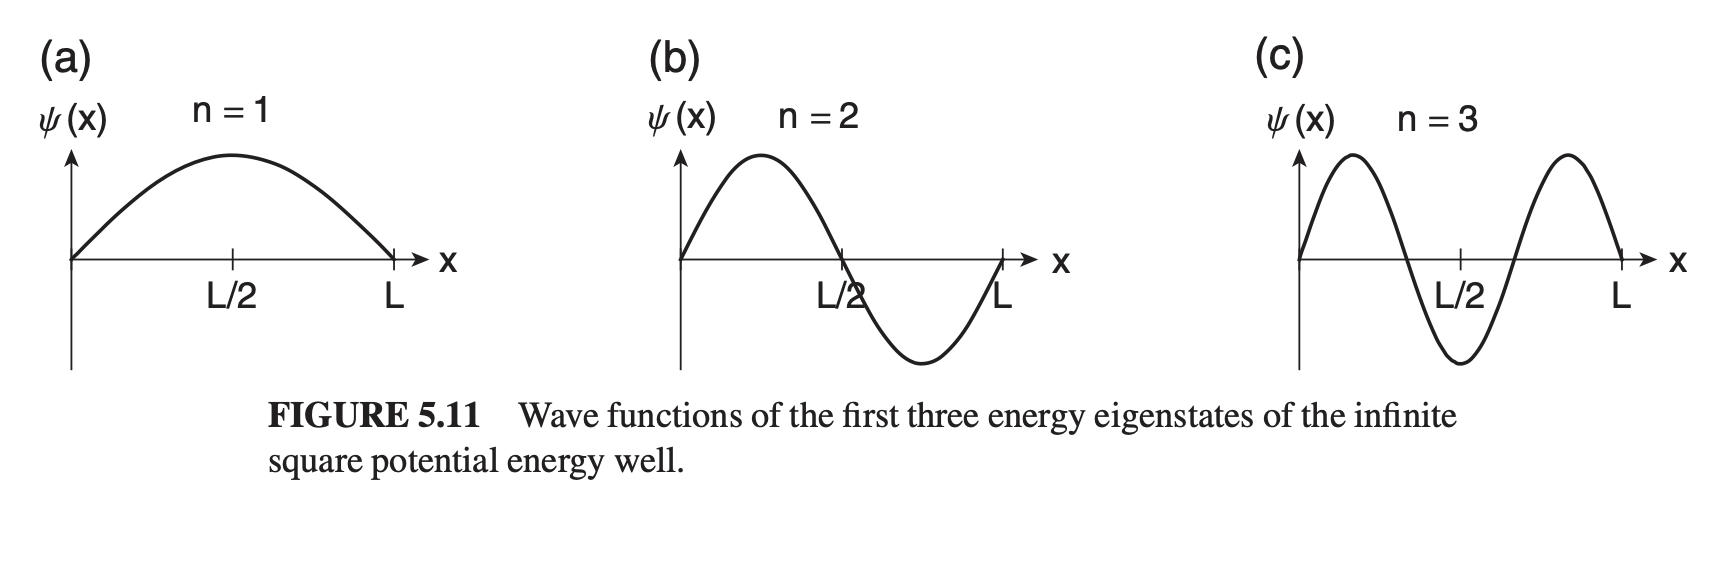 (a)
ψ (x)
n = 1
L/2
L
x
(b)
ψ (x)
n = 2
L/2
L
x
(c)
ψ (x)
n = 3
L/2
L
x
FIGURE 5.11 Wave functions of the first three energy eigenstates of the infinite
square potential energy well.